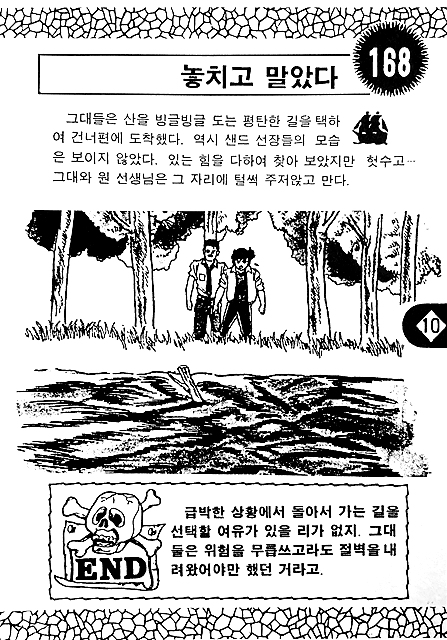 168
놓치고 말았다
그대들은 산을 빙글빙글 도는 평탄한 길을 택하
여 건너편에 도착했다. 역시 샌드 선장들의 모습
은 보이지 않았다. 있는 힘을 다하여 찾아 보았지만 헛수고…
그대와 원 선생님은 그 자리에 털썩 주저앉고 만다.
10
급박한 상황에서 돌아서 가는 길을
선택할 여유가 있을 리가 없지. 그대
들은 위험을 무릅쓰고라도 절벽을 내
려왔어야만 했던 거라고.
END